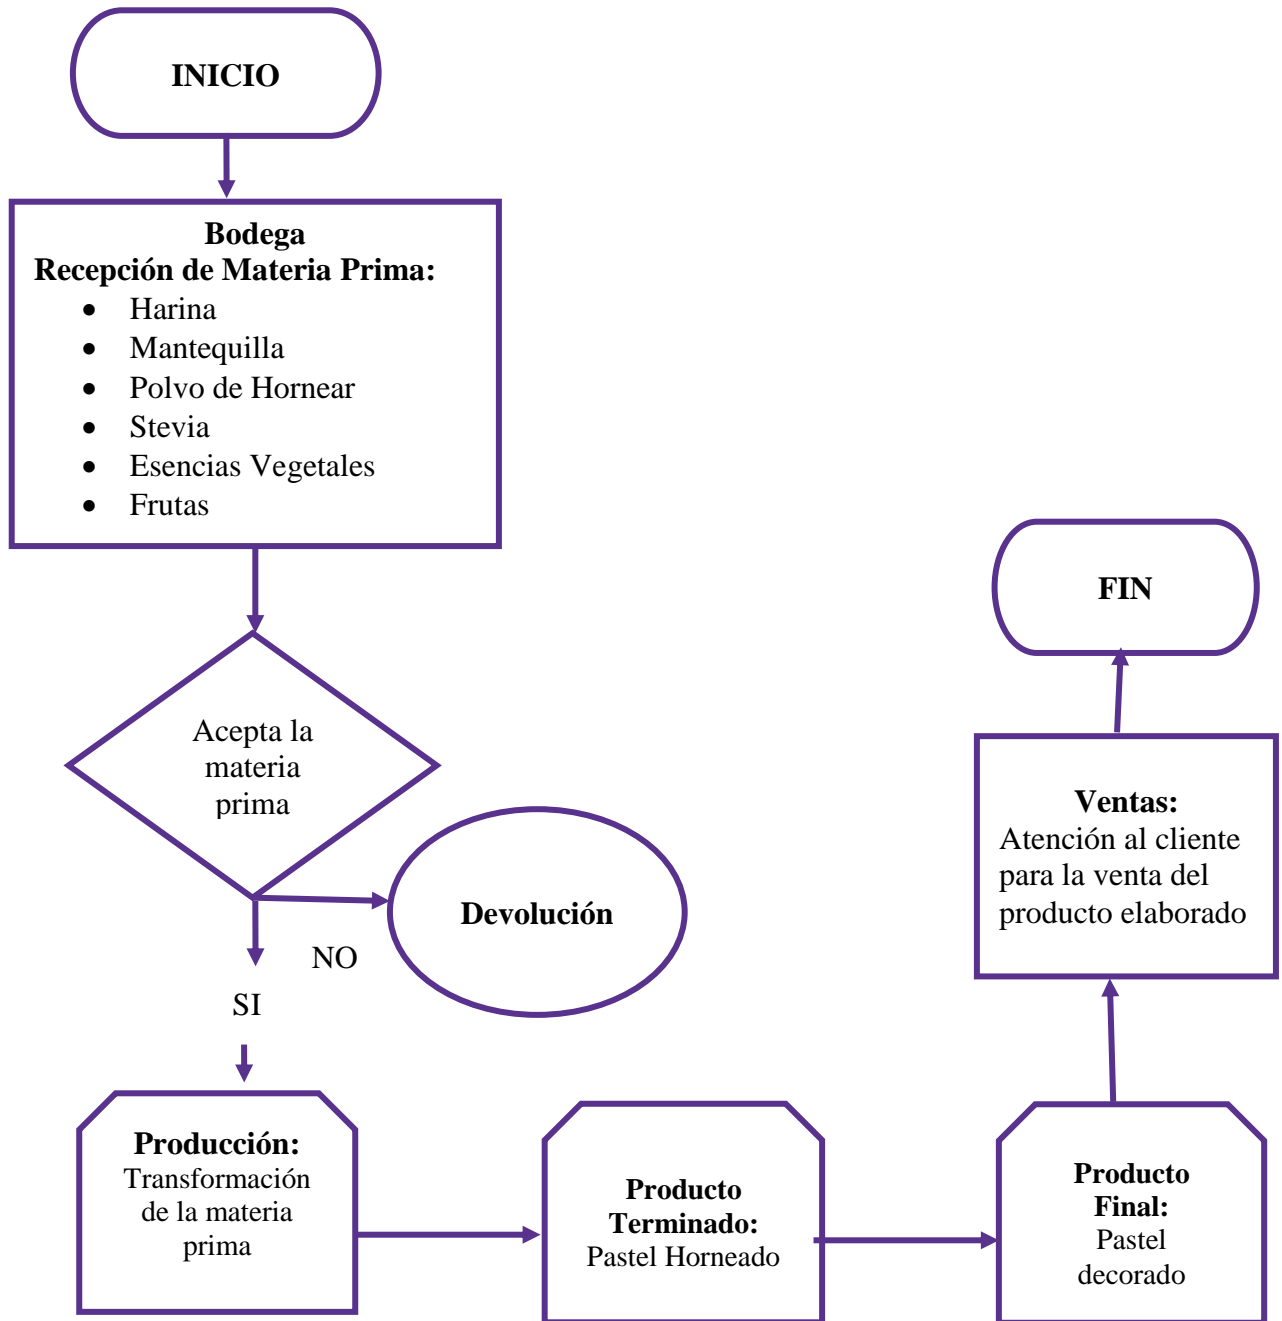 INICIO
Bodega
Recepción de Materia Prima:
• Harina
• Mantequilla
• Polvo de Hornear
• Stevia
• Esencias Vegetales
• Frutas
Acepta la
materia
prima
NO
Devolución
SI
Producción:
Transformación
de la materia
prima
Producto
Terminado:
Pastel Horneado
Producto
Final:
Pastel
decorado
Ventas:
Atención al cliente
para la venta del
producto elaborado
FIN